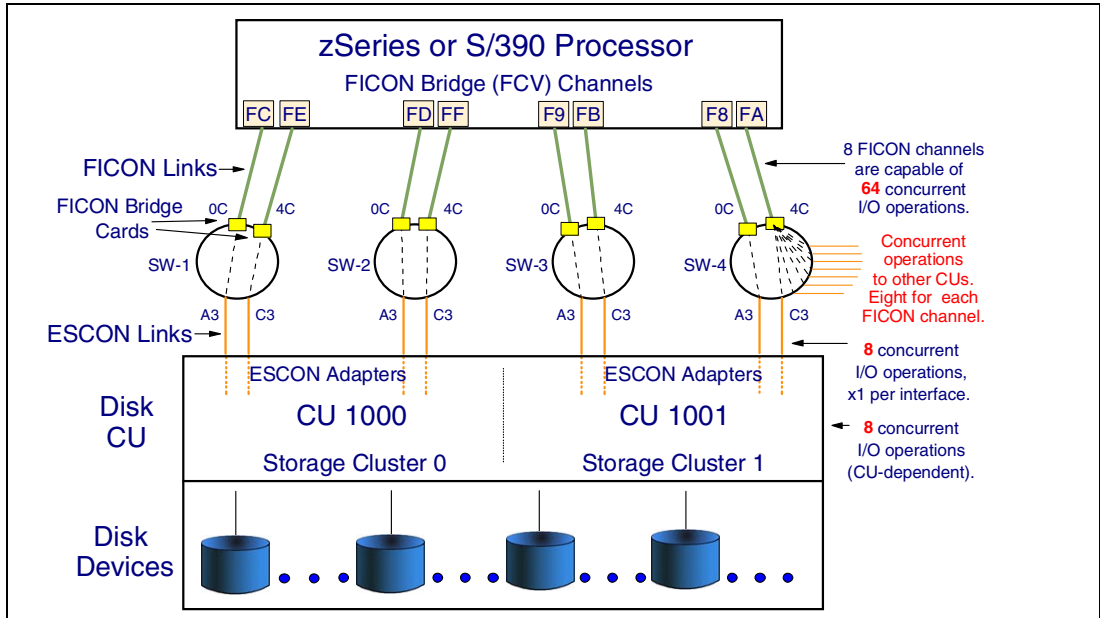 zSeries or S/390 Processor
FICON Bridge (FCV) Channels
FC FE FD FF F9 FB F8 FA
FICON Links
8 FICON channels
are capable of
64 concurrent
I/O operations.
FICON Bridge
Cards
0C 4C 0C 4C 0C 4C 0C 4C
SW-1 SW-2 SW-3 SW-4
Concurrent
operations
to other CUs.
Eight for each
FICON channel.
A3 C3 A3 C3 A3 C3 A3 C3
ESCON Links
8 concurrent
I/O operations,
x1 per interface.
ESCON Adapters ESCON Adapters
Disk
CU
CU 1000 CU 1001
8 concurrent
I/O operations
(CU-dependent).
Storage Cluster 0 Storage Cluster 1
Disk
Devices